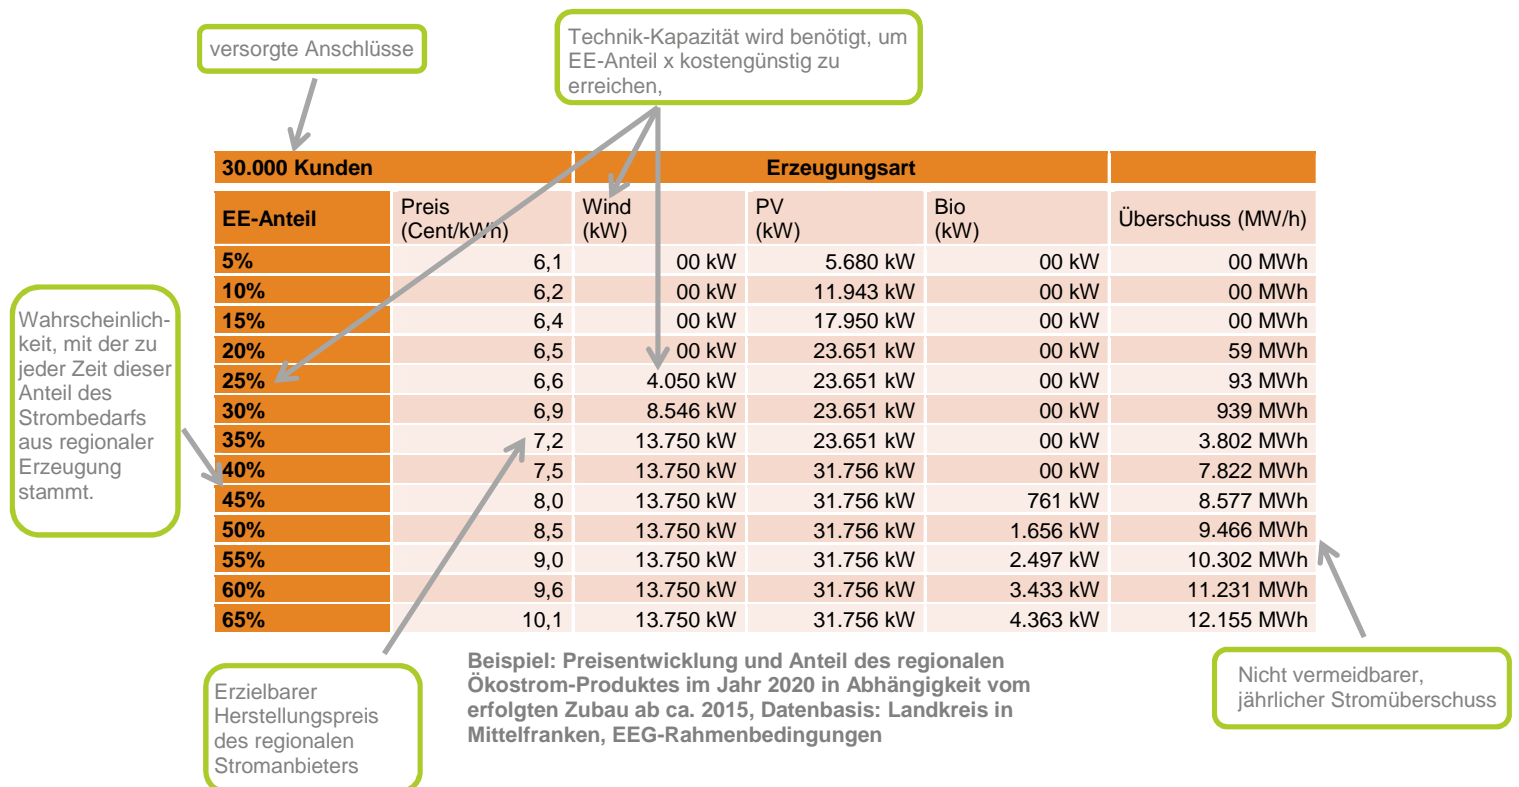 versorgte Anschlüsse
Technik-Kapazität wird benötigt, um
EE-Anteil x kostengünstig zu
erreichen,
30.000 Kunden Erzeugungsart
EE-Anteil Preis (Cent/kWh) Wind (kW) PV (kW) Bio (kW) Überschuss (MW/h)
5% 6,1 00 kW 5.680 kW 00 kW 00 MWh
10% 6,2 00 kW 11.943 kW 00 kW 00 MWh
15% 6,4 00 kW 17.950 kW 00 kW 00 MWh
20% 6,5 00 kW 23.651 kW 00 kW 59 MWh
25% 6,6 4.050 kW 23.651 kW 00 kW 93 MWh
30% 6,9 8.546 kW 23.651 kW 00 kW 939 MWh
35% 7,2 13.750 kW 23.651 kW 00 kW 3.802 MWh
40% 7,5 13.750 kW 31.756 kW 00 kW 7.822 MWh
45% 8,0 13.750 kW 31.756 kW 761 kW 8.577 MWh
50% 8,5 13.750 kW 31.756 kW 1.656 kW 9.466 MWh
55% 9,0 13.750 kW 31.756 kW 2.497 kW 10.302 MWh
60% 9,6 13.750 kW 31.756 kW 3.433 kW 11.231 MWh
65% 10,1 13.750 kW 31.756 kW 4.363 kW 12.155 MWh
Wahrscheinlich-
keit, mit der zu
jeder Zeit dieser
Anteil des
Strombedarfs
aus regionaler
Erzeugung
stammt.
Erzielbarer
Herstellungspreis
des regionalen
Stromanbieters
Beispiel: Preisentwicklung und Anteil des regionalen
Ökostrom-Produktes im Jahr 2020 in Abhängigkeit vom
erfolgten Zubau ab ca. 2015, Datenbasis: Landkreis in
Mittelfranken, EEG-Rahmenbedingungen
Nicht vermeidbarer,
jährlicher Stromüberschuss